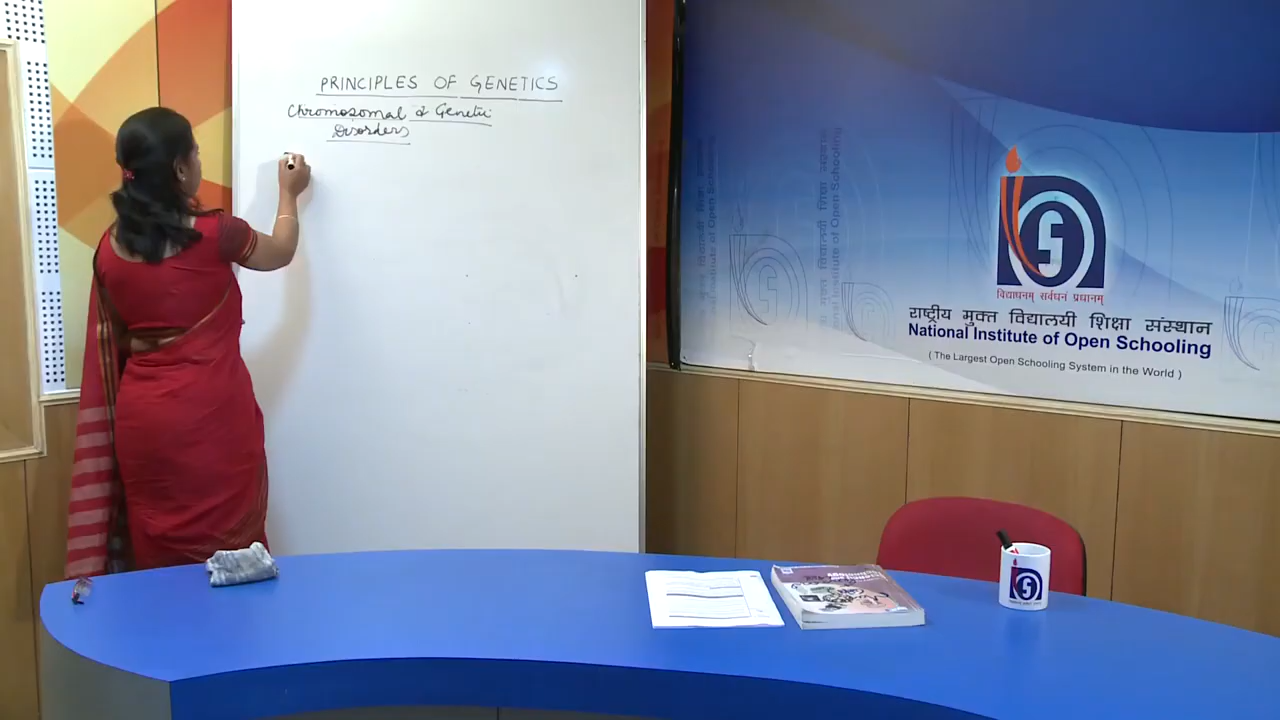 PRINCIPLES OF GENETICS
Chromosomal & Genetic
Disorders
विद्याधनम् सर्वधनं प्रधानम्
राष्ट्रीय मुक्त विद्यालयी शिक्षा संस्थान
National Institute of Open Schooling
( The Largest Open Schooling System in the World )